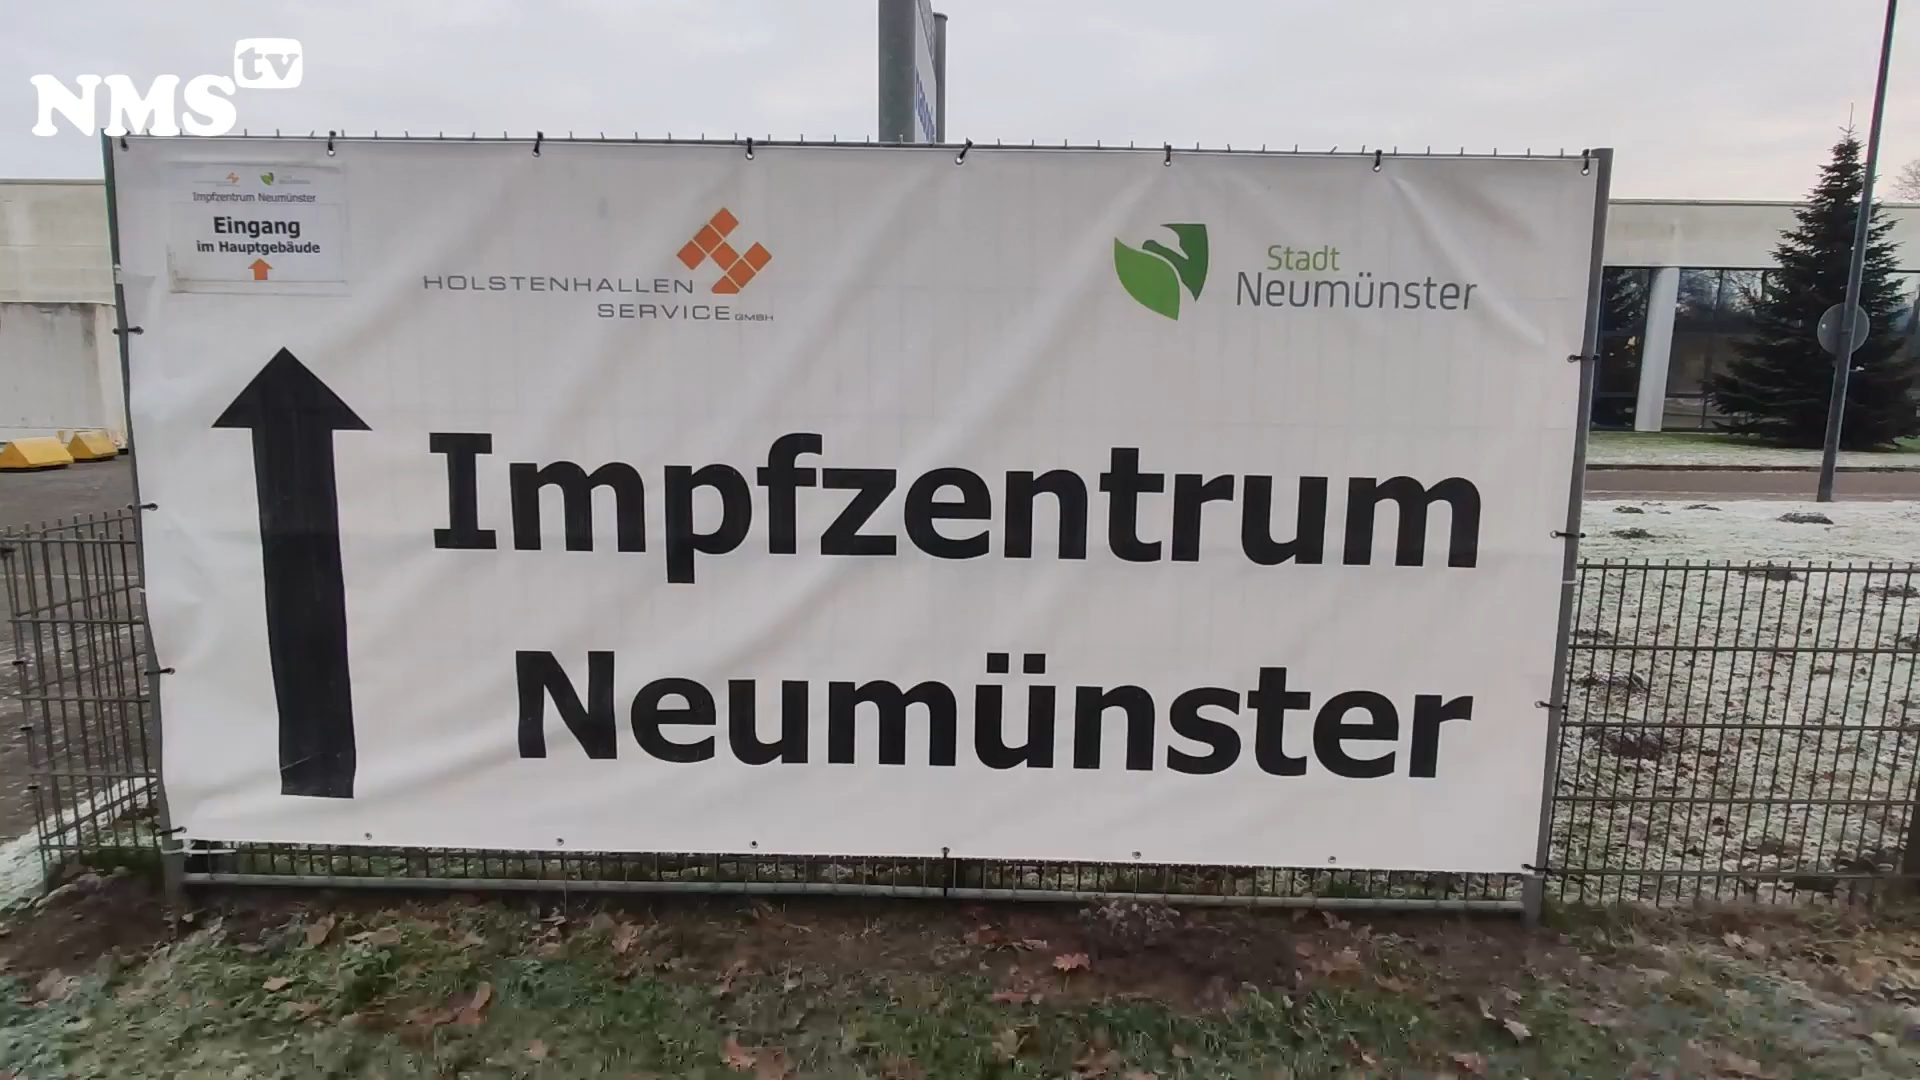 NMS tv
Impfzentrum Neumünster
Eingang
im Hauptgebäude
HOLSTENHALLEN
SERVICE GMBH
Stadt
Neumünster
Impfzentrum
Neumünster